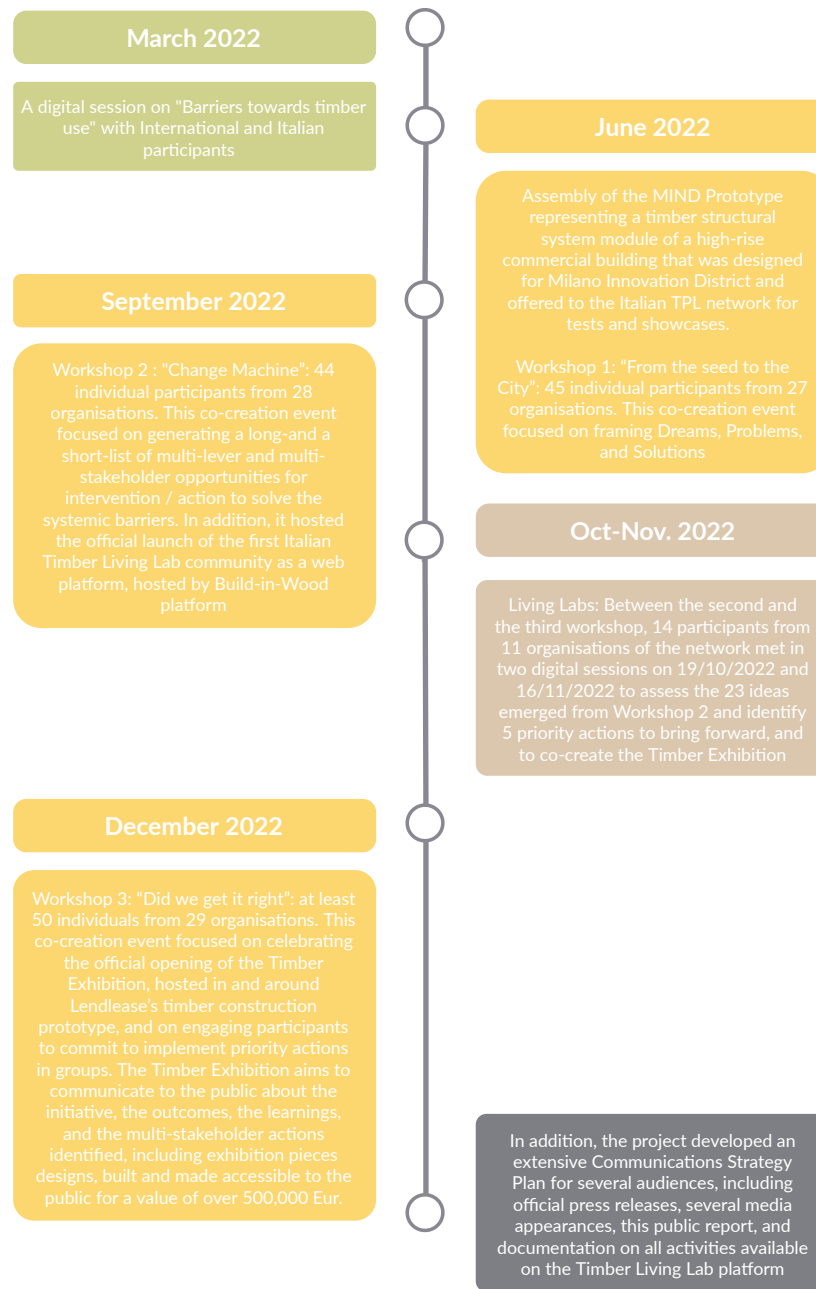 March 2022
A digital session on "Barriers towards timber
use" with International and Italian
participants
June 2022
Assembly of the MIND Prototype
representing a timber structural
system module of a high-rise
commercial building that was designed
for Milano Innovation District and
offered to the Italian TPL network for
tests and showcases.
Workshop 1: “From the seed to the
City”: 45 individual participants from 27
organisations. This co-creation event
focused on framing Dreams, Problems,
and Solutions
September 2022
Workshop 2 : "Change Machine”: 44
individual participants from 28
organisations. This co-creation event
focused on generating a long-and a
short-list of multi-lever and multi-
stakeholder opportunities for
intervention / action to solve the
systemic barriers. In addition, it hosted
the official launch of the first Italian
Timber Living Lab community as a web
platform, hosted by Build-in-Wood
platform
Oct-Nov. 2022
Living Labs: Between the second and
the third workshop, 14 participants from
11 organisations of the network met in
two digital sessions on 19/10/2022 and
16/11/2022 to assess the 23 ideas
emerged from Workshop 2 and identify
5 priority actions to bring forward, and
to co-create the Timber Exhibition
December 2022
Workshop 3: “Did we get it right”: at least
50 individuals from 29 organisations. This
co-creation event focused on celebrating
the official opening of the Timber
Exhibition, hosted in and around
Lendlease’s timber construction
prototype, and on engaging participants
to commit to implement priority actions
in groups. The Timber Exhibition aims to
communicate to the public about the
initiative, the outcomes, the learnings,
and the multi-stakeholder actions
identified, including exhibition pieces
designs, built and made accessible to the
public for a value of over 500,000 Eur.
In addition, the project developed an
extensive Communications Strategy
Plan for several audiences, including
official press releases, several media
appearances, this public report, and
documentation on all activities available
on the Timber Living Lab platform